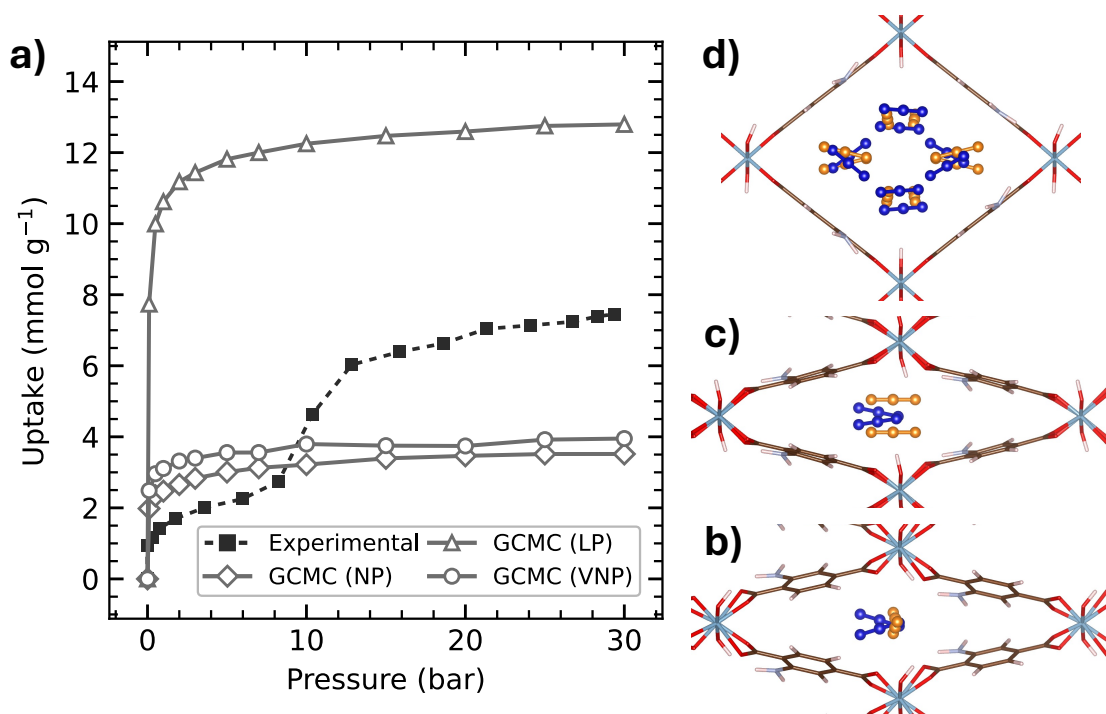 a)
Uptake (mmol g⁻¹)
14
12
10
8
6
4
2
0
Experimental
GCMC (NP)
GCMC (LP)
GCMC (VNP)
0
10
20
30
Pressure (bar)
d)
c)
b)